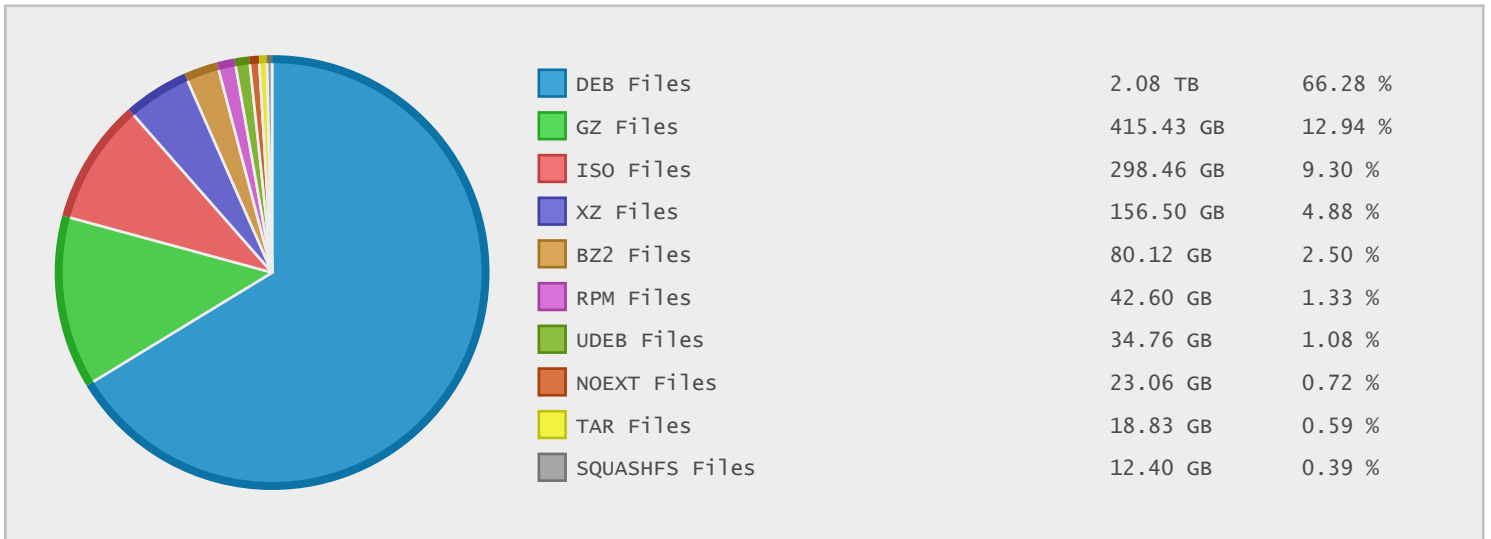 DEB Files 2.08 TB 66.28 %
GZ Files 415.43 GB 12.94 %
ISO Files 298.46 GB 9.30 %
XZ Files 156.50 GB 4.88 %
BZ2 Files 80.12 GB 2.50 %
RPM Files 42.60 GB 1.33 %
UDEB Files 34.76 GB 1.08 %
NOEXT Files 23.06 GB 0.72 %
TAR Files 18.83 GB 0.59 %
SQUASHFS Files 12.40 GB 0.39 %